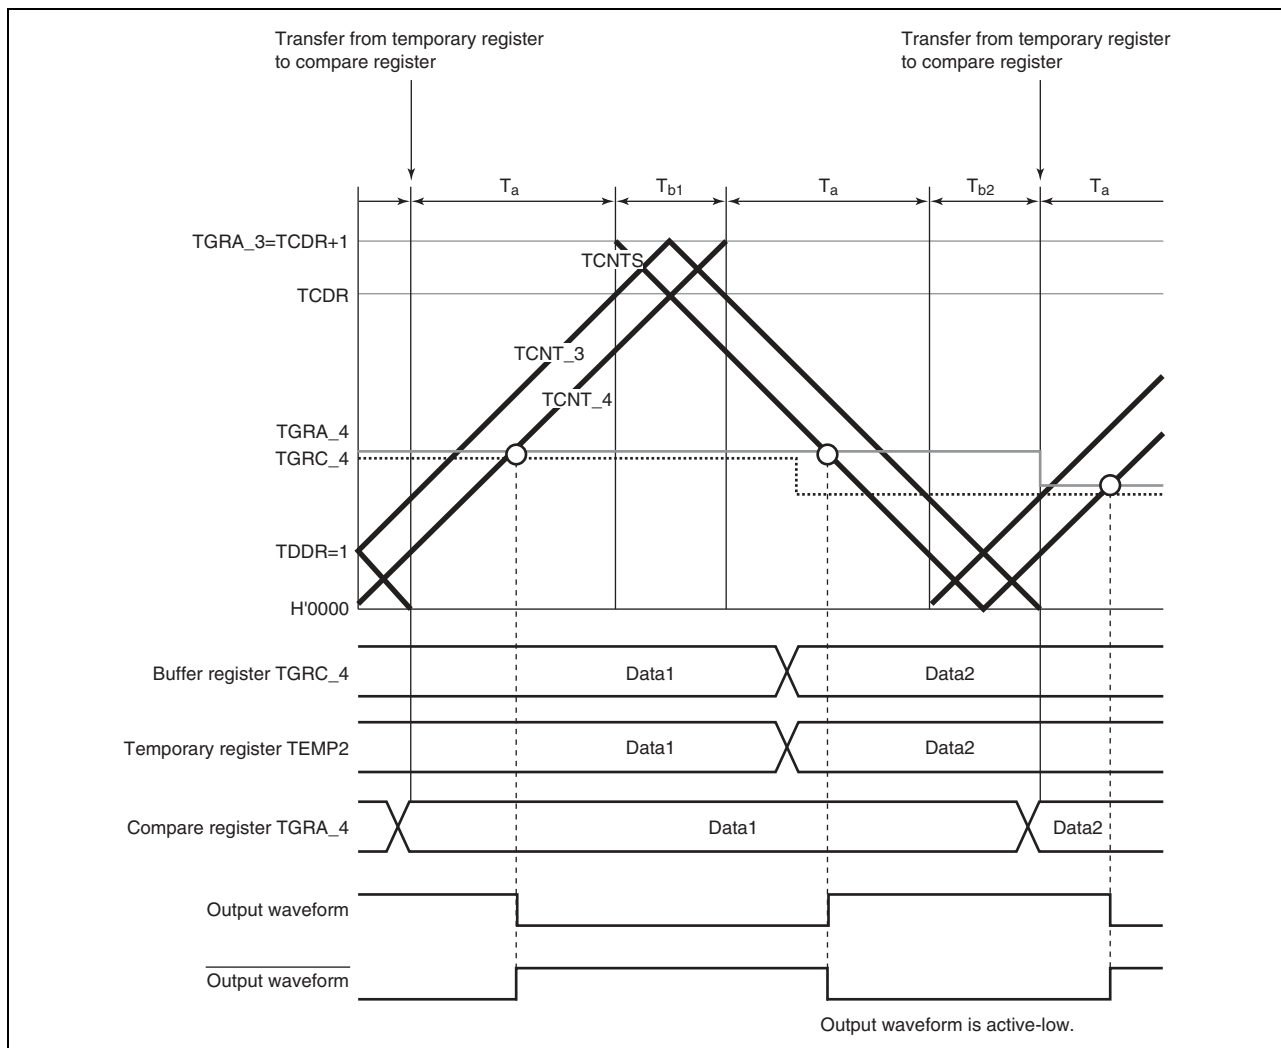 Transfer from temporary register
to compare register
Transfer from temporary register
to compare register
Ta
Tb1
Ta
Tb2
Ta
TGRA_3=TCDR+1
TCNTS
TCDR
TCNT_3
TCNT_4
TGRA_4
TGRC_4
TDDR=1
H'0000
Buffer register TGRC_4
Data1
Data2
Temporary register TEMP2
Data1
Data2
Compare register TGRA_4
Data1
Data2
Output waveform
Output waveform
Output waveform is active-low.